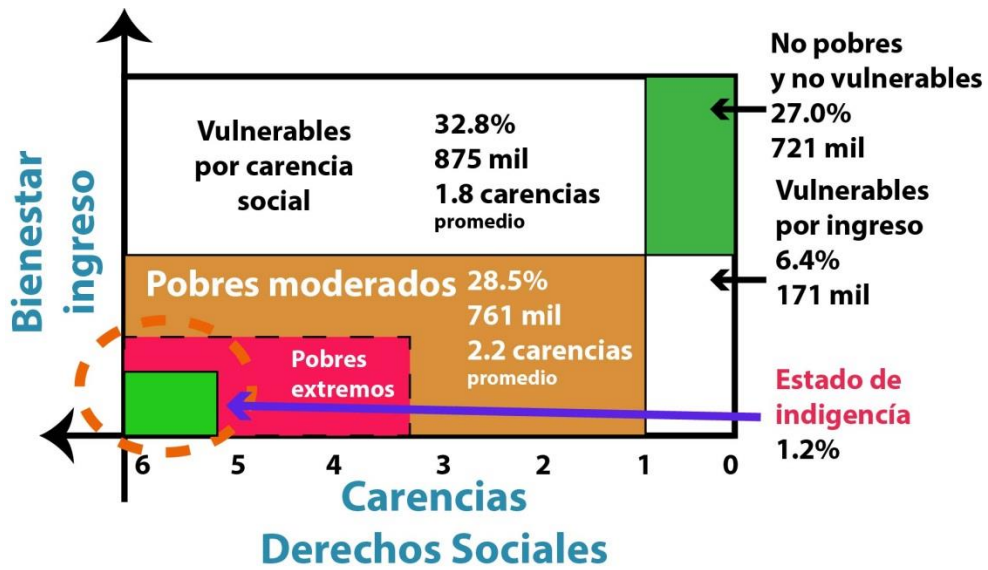 Bienestar
ingreso
Vulnerables
por carencia
social
32.8%
875 mil
1.8 carencias
promedio
No pobres
y no vulnerables
27.0%
721 mil
Vulnerables
por ingreso
6.4%
171 mil
Pobres moderados
28.5%
761 mil
2.2 carencias
promedio
Pobres
extremos
Estado de
indigencía
1.2%
6 5 4 3 2 1 0
Carencias
Derechos Sociales